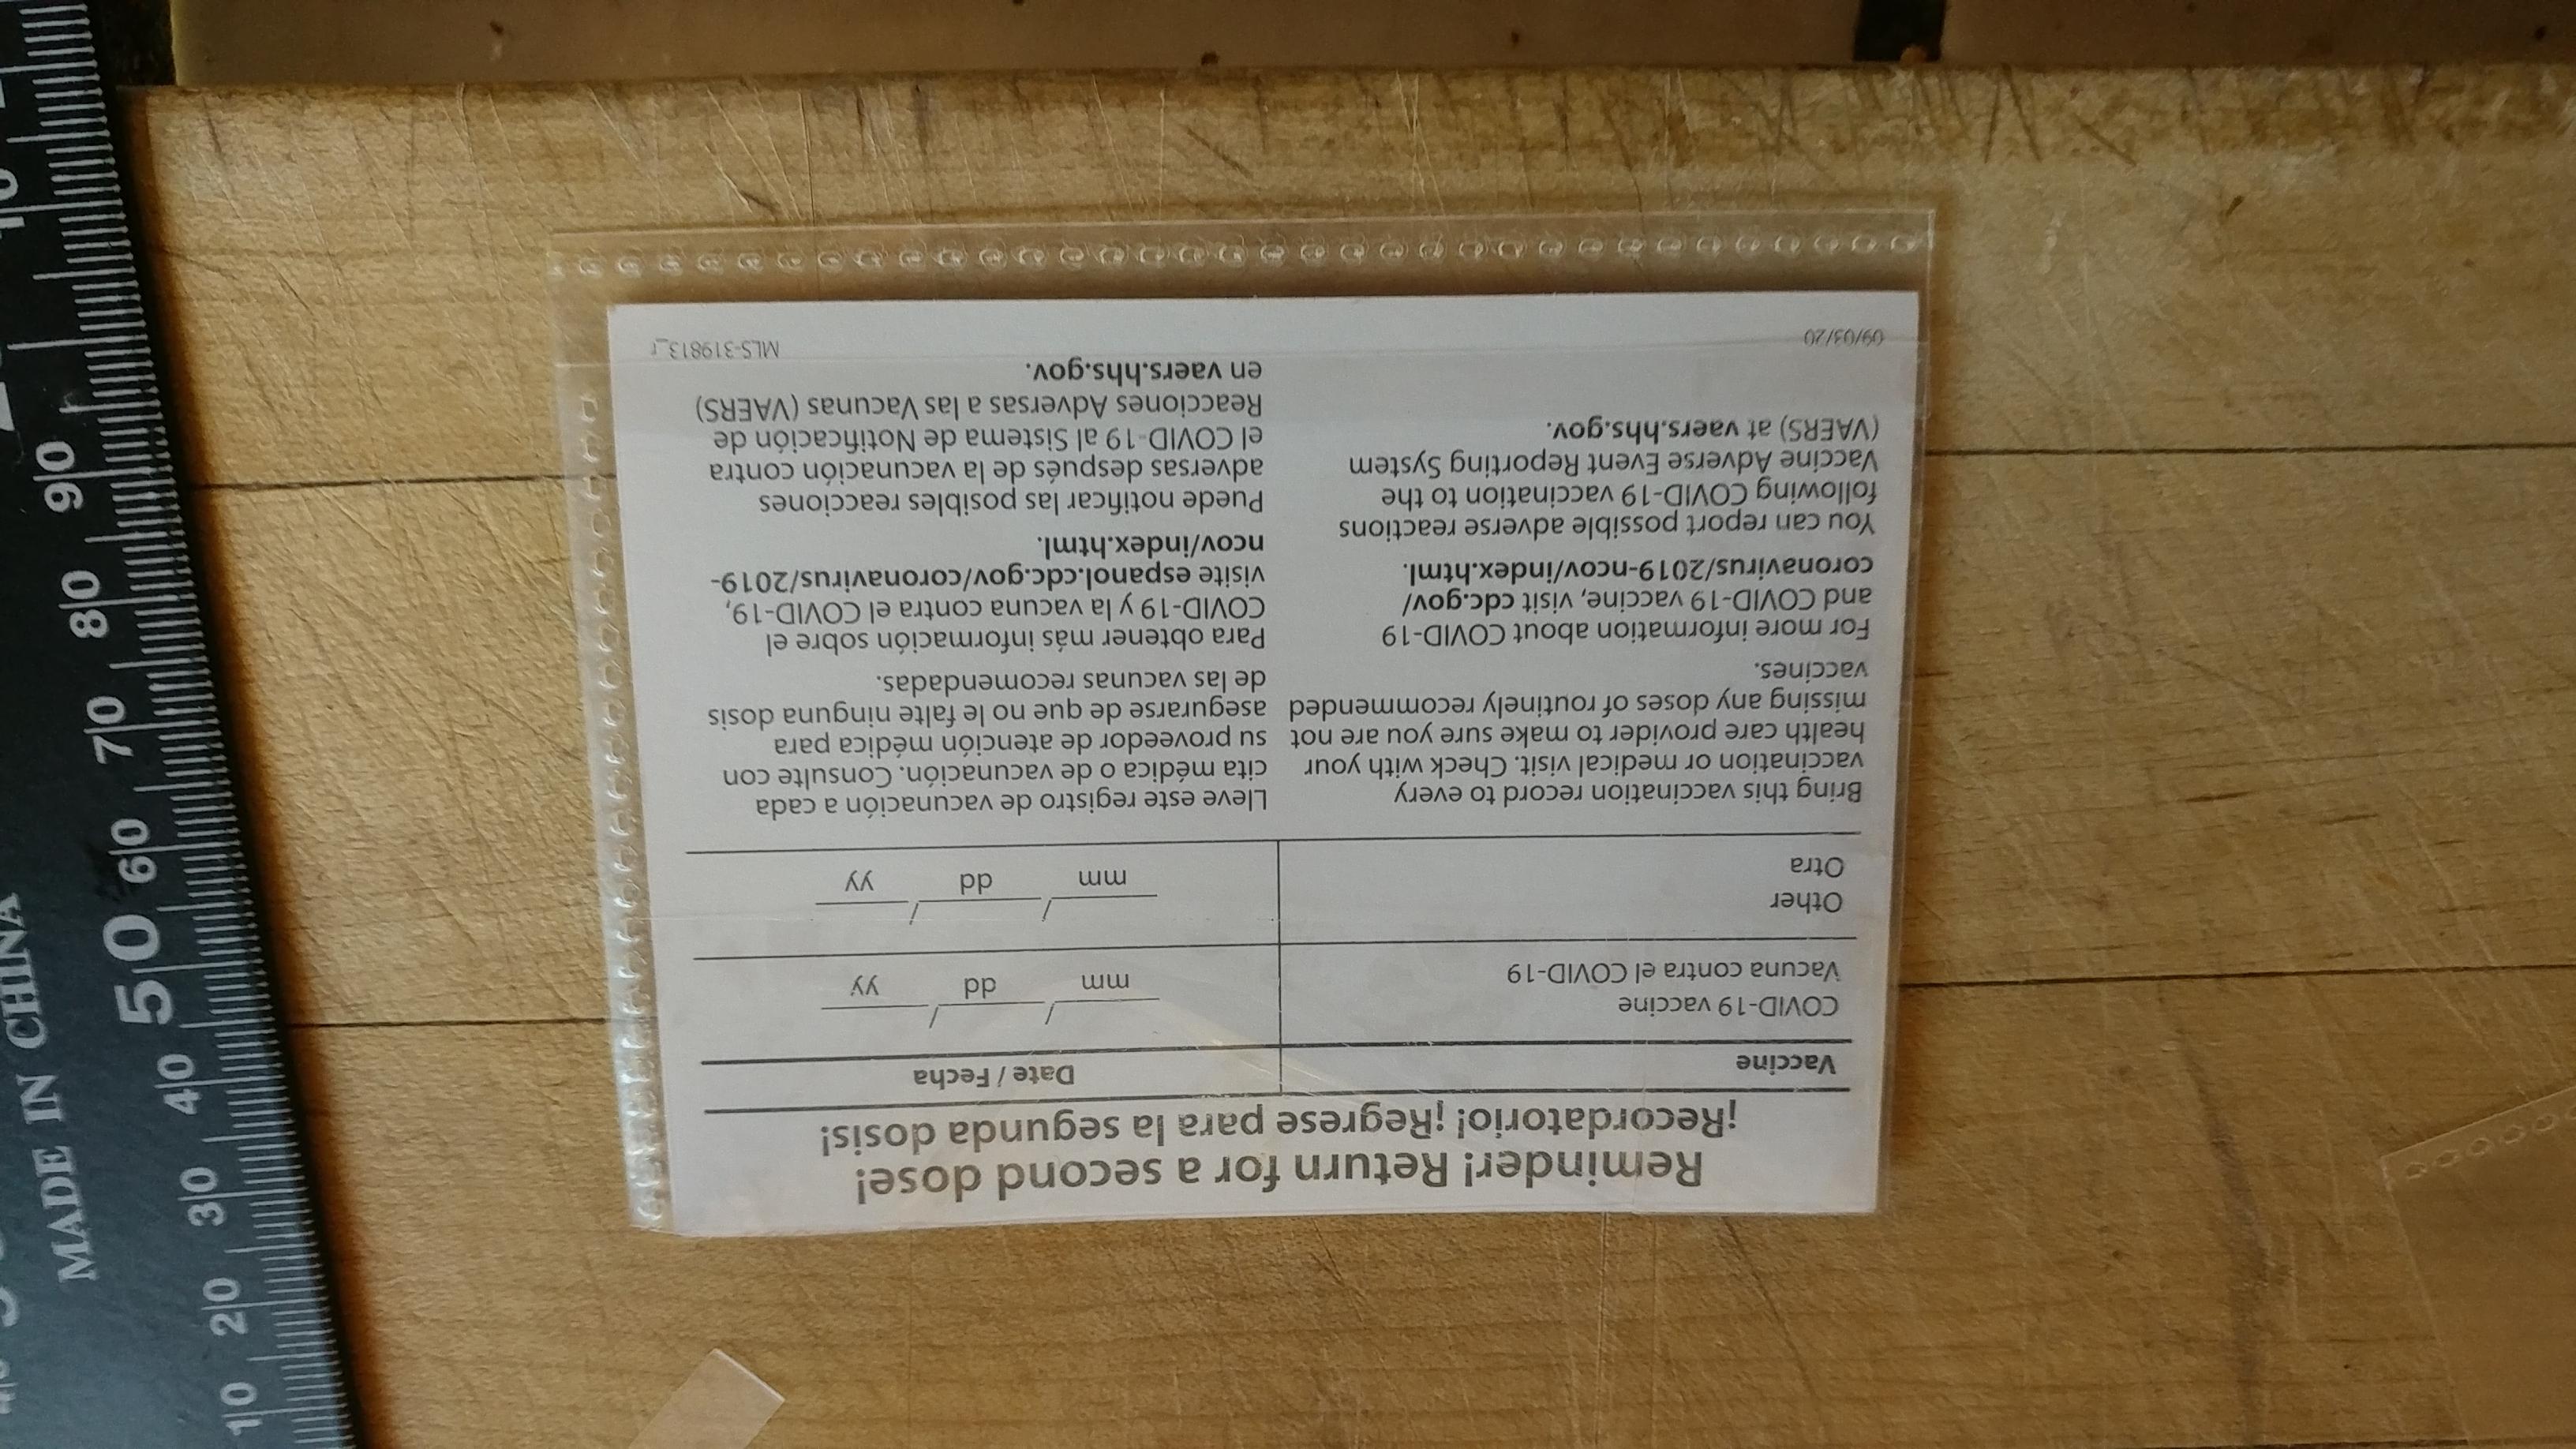 Reminder! Return for a second dose!
¡Recordatorio! ¡Regrese para la segunda dosis!
Vaccine
Date / Fecha
COVID-19 vaccine
Vacuna contra el COVID-19
/ /
mm dd yy
Other
Otra
/ /
mm dd yy
Bring this vaccination record to every
vaccination or medical visit. Check with your
health care provider to make sure you are not
missing any doses of routinely recommended
vaccines.
For more information about COVID-19
and COVID-19 vaccine, visit cdc.gov/
coronavirus/2019-ncov/index.html.
You can report possible adverse reactions
following COVID-19 vaccination to the
Vaccine Adverse Event Reporting System
(VAERS) at vaers.hhs.gov.
09/03/20
Lleve este registro de vacunación a cada
cita médica o de vacunación. Consulte con
su proveedor de atención médica para
asegurarse de que no le falte ninguna dosis
de las vacunas recomendadas.
Para obtener más información sobre el
COVID-19 y la vacuna contra el COVID-19,
visite espanol.cdc.gov/coronavirus/2019-
ncov/index.html.
Puede notificar las posibles reacciones
adversas después de la vacunación contra
el COVID-19 al Sistema de Notificación de
Reacciones Adversas a las Vacunas (VAERS)
en vaers.hhs.gov.
MLS-319813_r
MADE IN CHINA
10 20 30 40 50 60 70 80 90